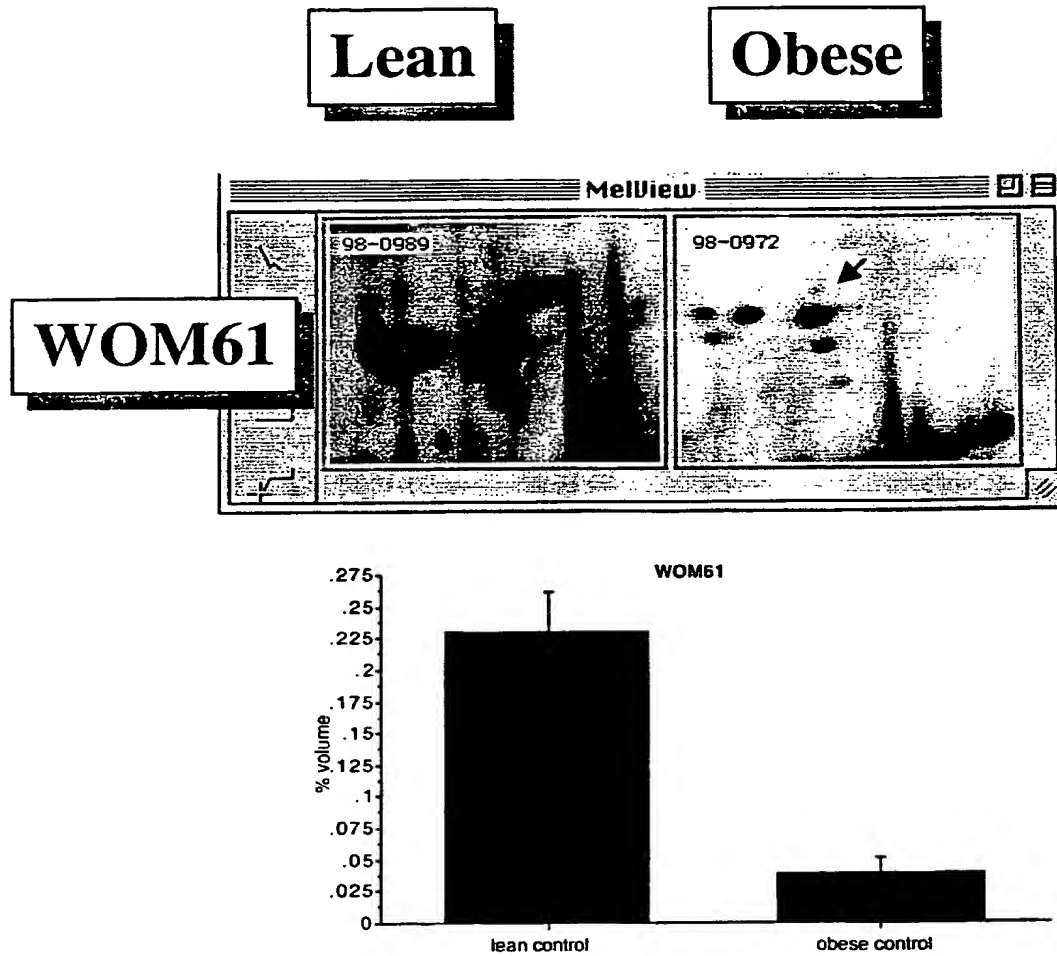 Lean
Obese
MelView
98-0989
98-0972
WOM61
WOM61
.275
.25
.225
.2
.175
.15
.125
.1
.075
.05
.025
0
% volume
lean control
obese control